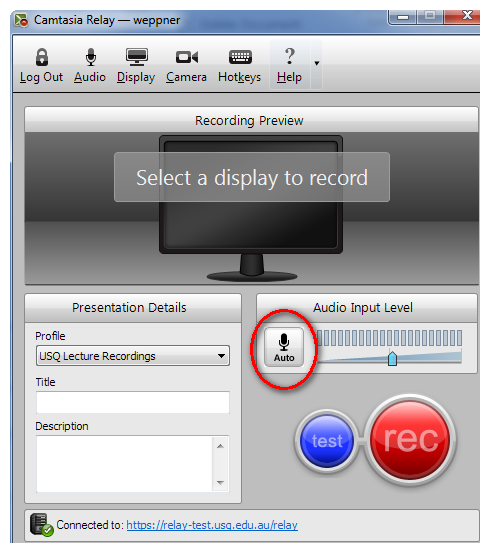 Camtasia Relay — weppner
Log Out Audio Display Camera Hotkeys Help
Recording Preview
Select a display to record
Presentation Details
Profile
USQ Lecture Recordings
Title
Description
Audio Input Level
Auto
test rec
Connected to: https://relay-test.usq.edu.au/relay